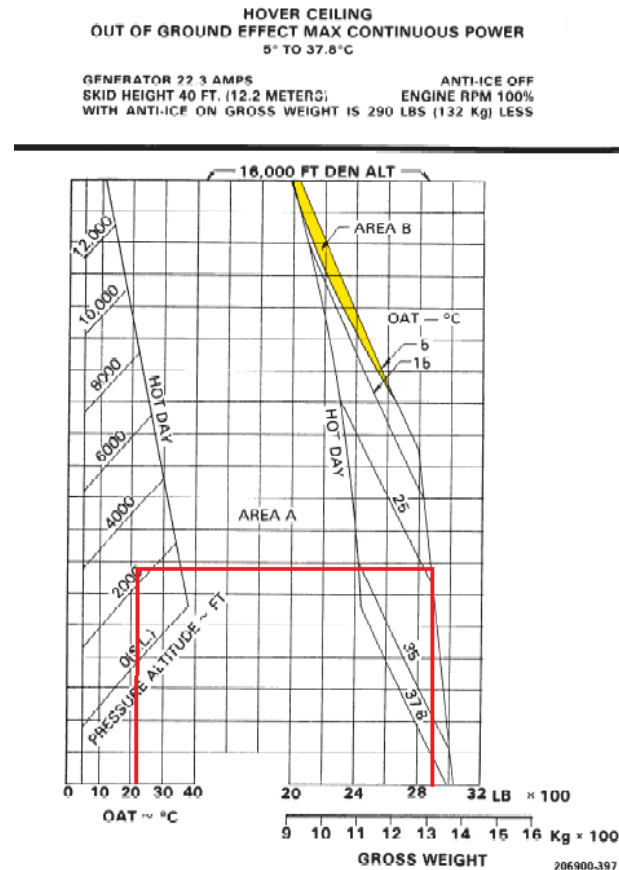 HOVER CEILING
OUT OF GROUND EFFECT MAX CONTINUOUS POWER
5° TO 37.8°C
GENERATOR 22.3 AMPS ANTI-ICE OFF
SKID HEIGHT 40 FT. (12.2 METERS) ENGINE RPM 100%
WITH ANTI-ICE ON GROSS WEIGHT IS 290 LBS (132 Kg) LESS
16,000 FT DEN ALT
12,000
AREA B
10,000
OAT — °C
5
15
8000
HOT DAY
HOT DAY
6000
25
4000
AREA A
2000
0(S.L.)
35
37.8
PRESSURE ALTITUDE ~ FT
0 10 20 30 40 20 24 28 32 LB × 100
OAT ~ °C
9 10 11 12 13 14 15 16 Kg × 100
GROSS WEIGHT
206900-397